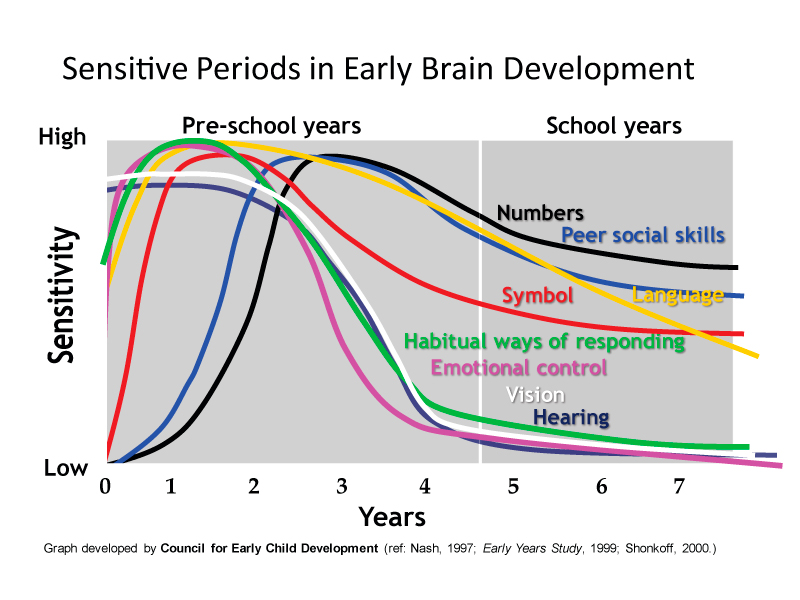 Sensitive Periods in Early Brain Development
Pre-school years
School years
High
Numbers
Peer social skills
Sensitivity
Symbol
Language
Habitual ways of responding
Emotional control
Vision
Hearing
Low
0 1 2 3 4 5 6 7
Years
Graph developed by Council for Early Child Development (ref: Nash, 1997; Early Years Study, 1999; Shonkoff, 2000.)